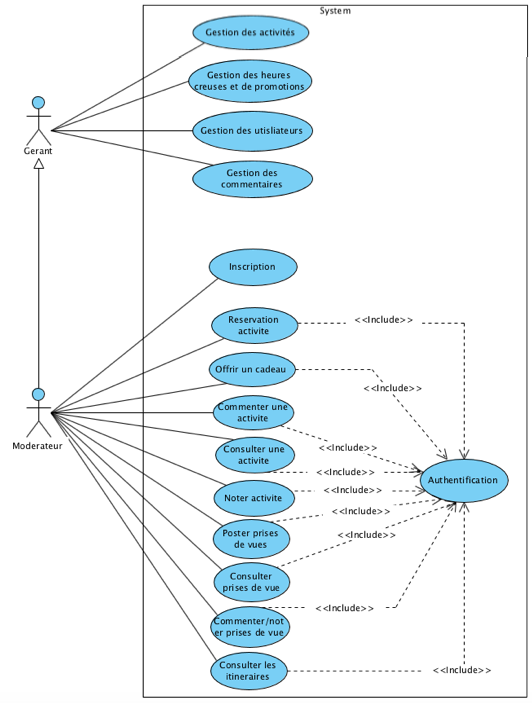 System
Gestion des activités
Gestion des heures
creuses et de promotions
Gerant
Gestion des utisliateurs
Gestion des
commentaires
Inscription
Reservation
activite
<<Include>>
Offrir un cadeau
<<Include>>
Moderateur
Commenter une
activite
<<Include>>
Consulter une
activite
<<Include>>
Authentification
Noter activite
<<Include>>
Poster prises
de vues
<<Include>>
Consulter
prises de vue
<<Include>>
Commenter/not
er prises de vue
<<Include>>
Consulter les
itineraires
<<Include>>